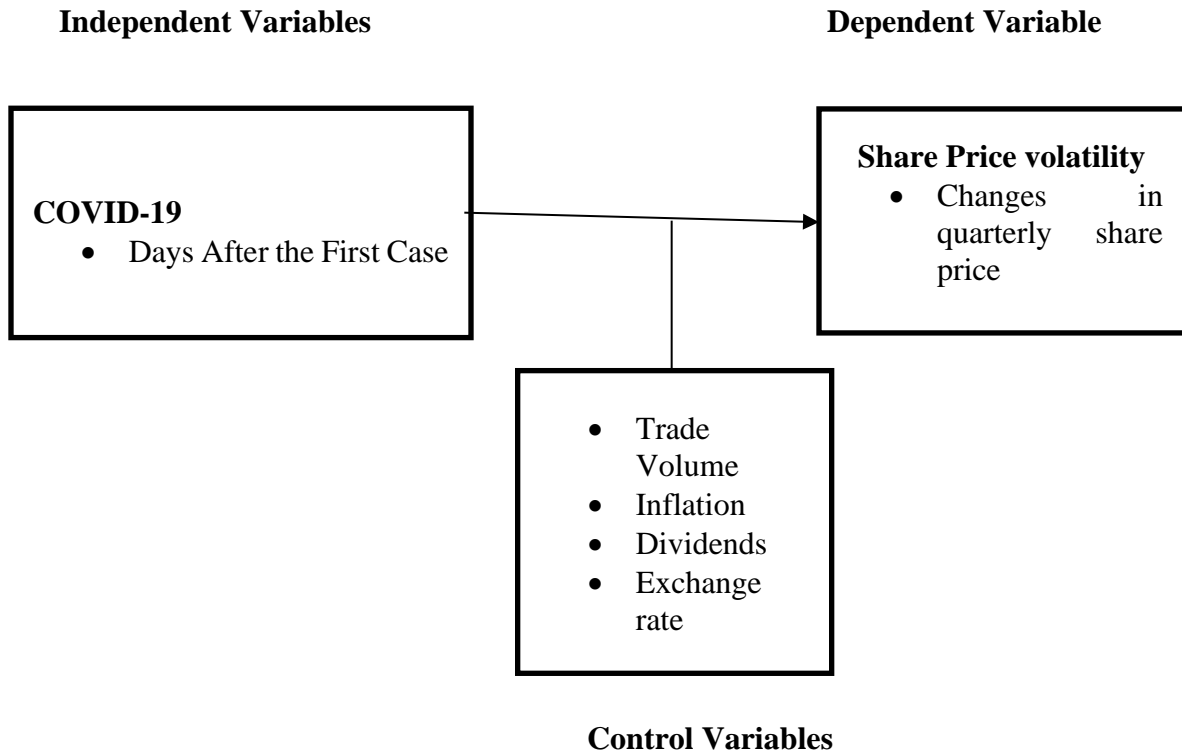 Independent Variables
Dependent Variable
COVID-19
• Days After the First Case
Share Price volatility
• Changes in
quarterly share
price
• Trade
Volume
• Inflation
• Dividends
• Exchange
rate
Control Variables